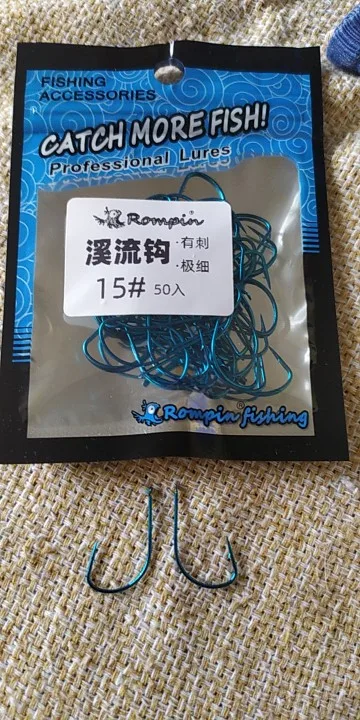 FISHING
ACCESSORIES
CATCH MORE FISH!
Professional Lures
Rompin
溪流钩
·有刺
·极细
15# 50入
Rompin® fishing